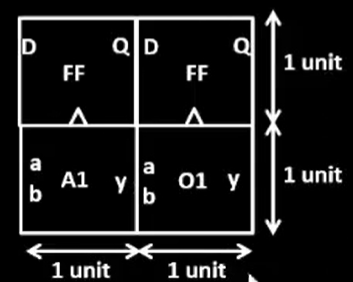 D Q D Q
FF FF
1 unit
a A1 y a O1 y
b b
1 unit
1 unit 1 unit